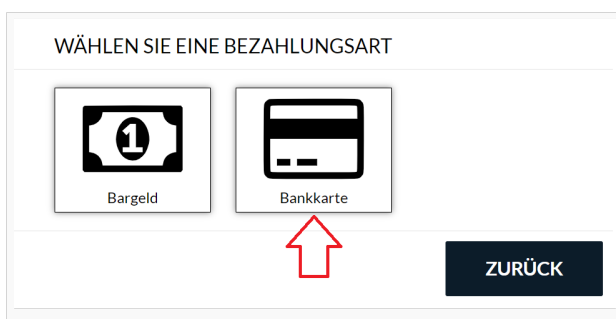 WÄHLEN SIE EINE BEZAHLUNGSART
1
Bargeld
Bankkarte
ZURÜCK